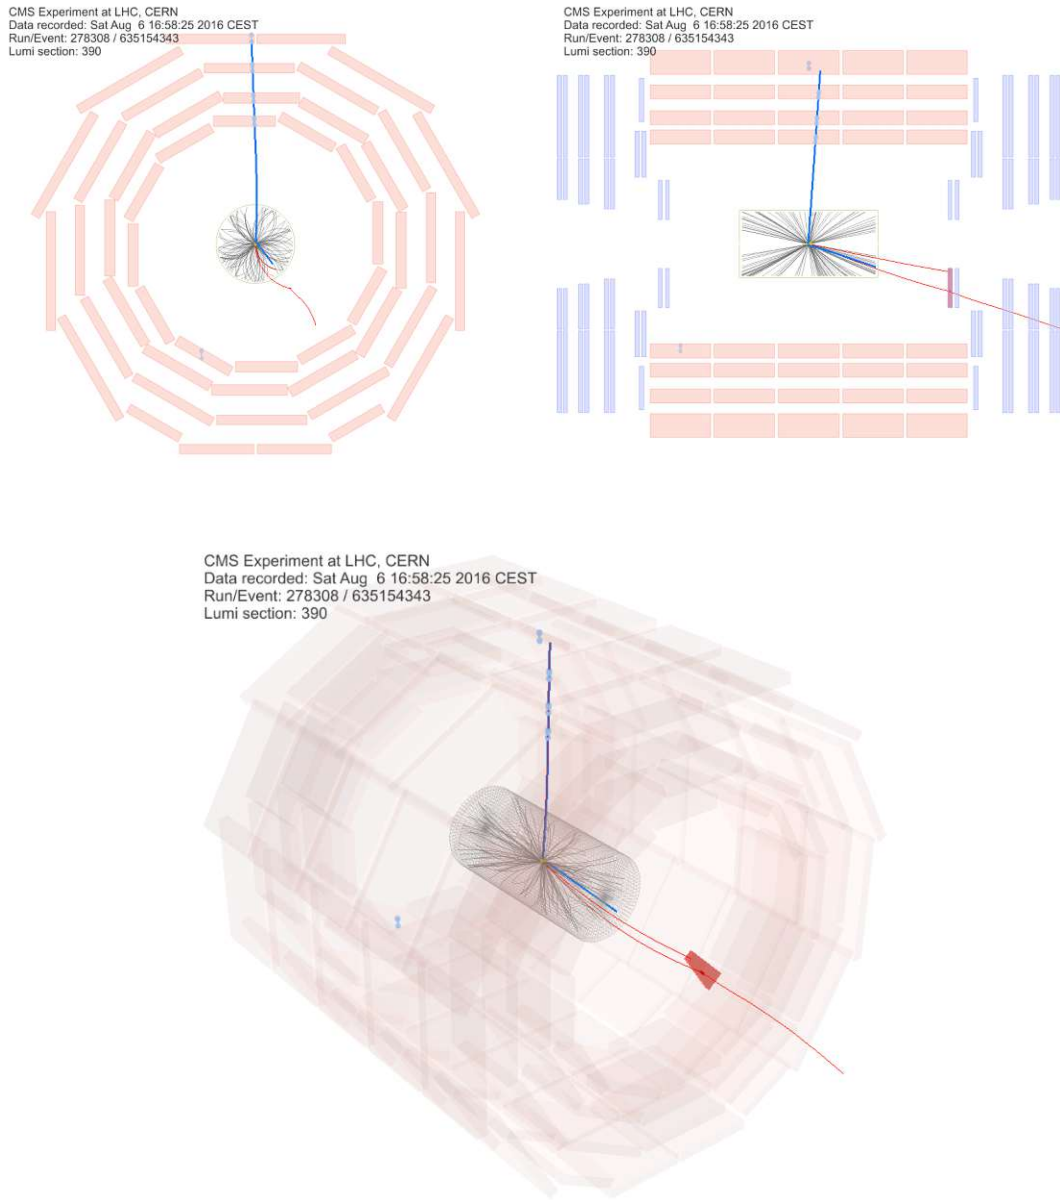 CMS Experiment at LHC, CERN
Data recorded: Sat Aug  6 16:58:25 2016 CEST
Run/Event: 278308 / 635154343
Lumi section: 390
CMS Experiment at LHC, CERN
Data recorded: Sat Aug  6 16:58:25 2016 CEST
Run/Event: 278308 / 635154343
Lumi section: 390
CMS Experiment at LHC, CERN
Data recorded: Sat Aug  6 16:58:25 2016 CEST
Run/Event: 278308 / 635154343
Lumi section: 390